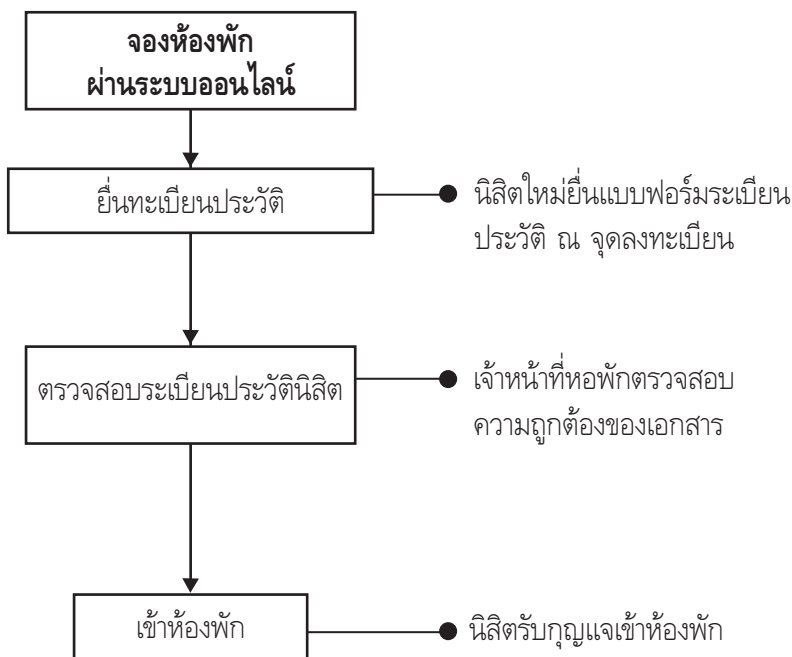 จองห้องพัก
ผ่านระบบออนไลน์
ยื่นทะเบียนประวัติ
นิสิตใหม่ยื่นแบบฟอร์มระเบียน
ประวัติ ณ จุดลงทะเบียน
ตรวจสอบระเบียนประวัตินิสิต
เจ้าหน้าที่หอพักตรวจสอบ
ความถูกต้องของเอกสาร
เข้าห้องพัก
นิสิตรับกุญแจเข้าห้องพัก